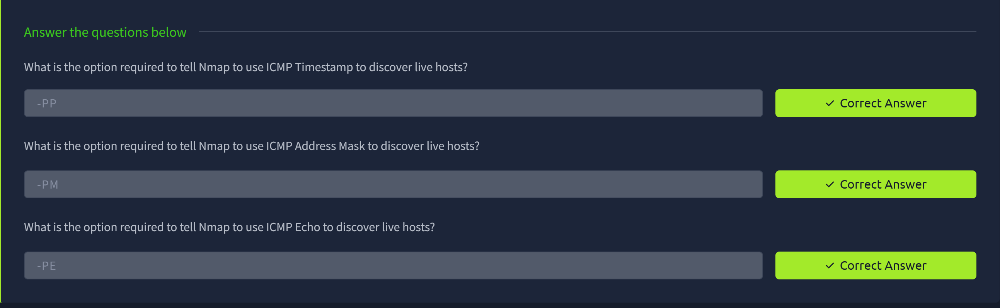 Answer the questions below
What is the option required to tell Nmap to use ICMP Timestamp to discover live hosts?
-PP
✓ Correct Answer
What is the option required to tell Nmap to use ICMP Address Mask to discover live hosts?
-PM
✓ Correct Answer
What is the option required to tell Nmap to use ICMP Echo to discover live hosts?
-PE
✓ Correct Answer